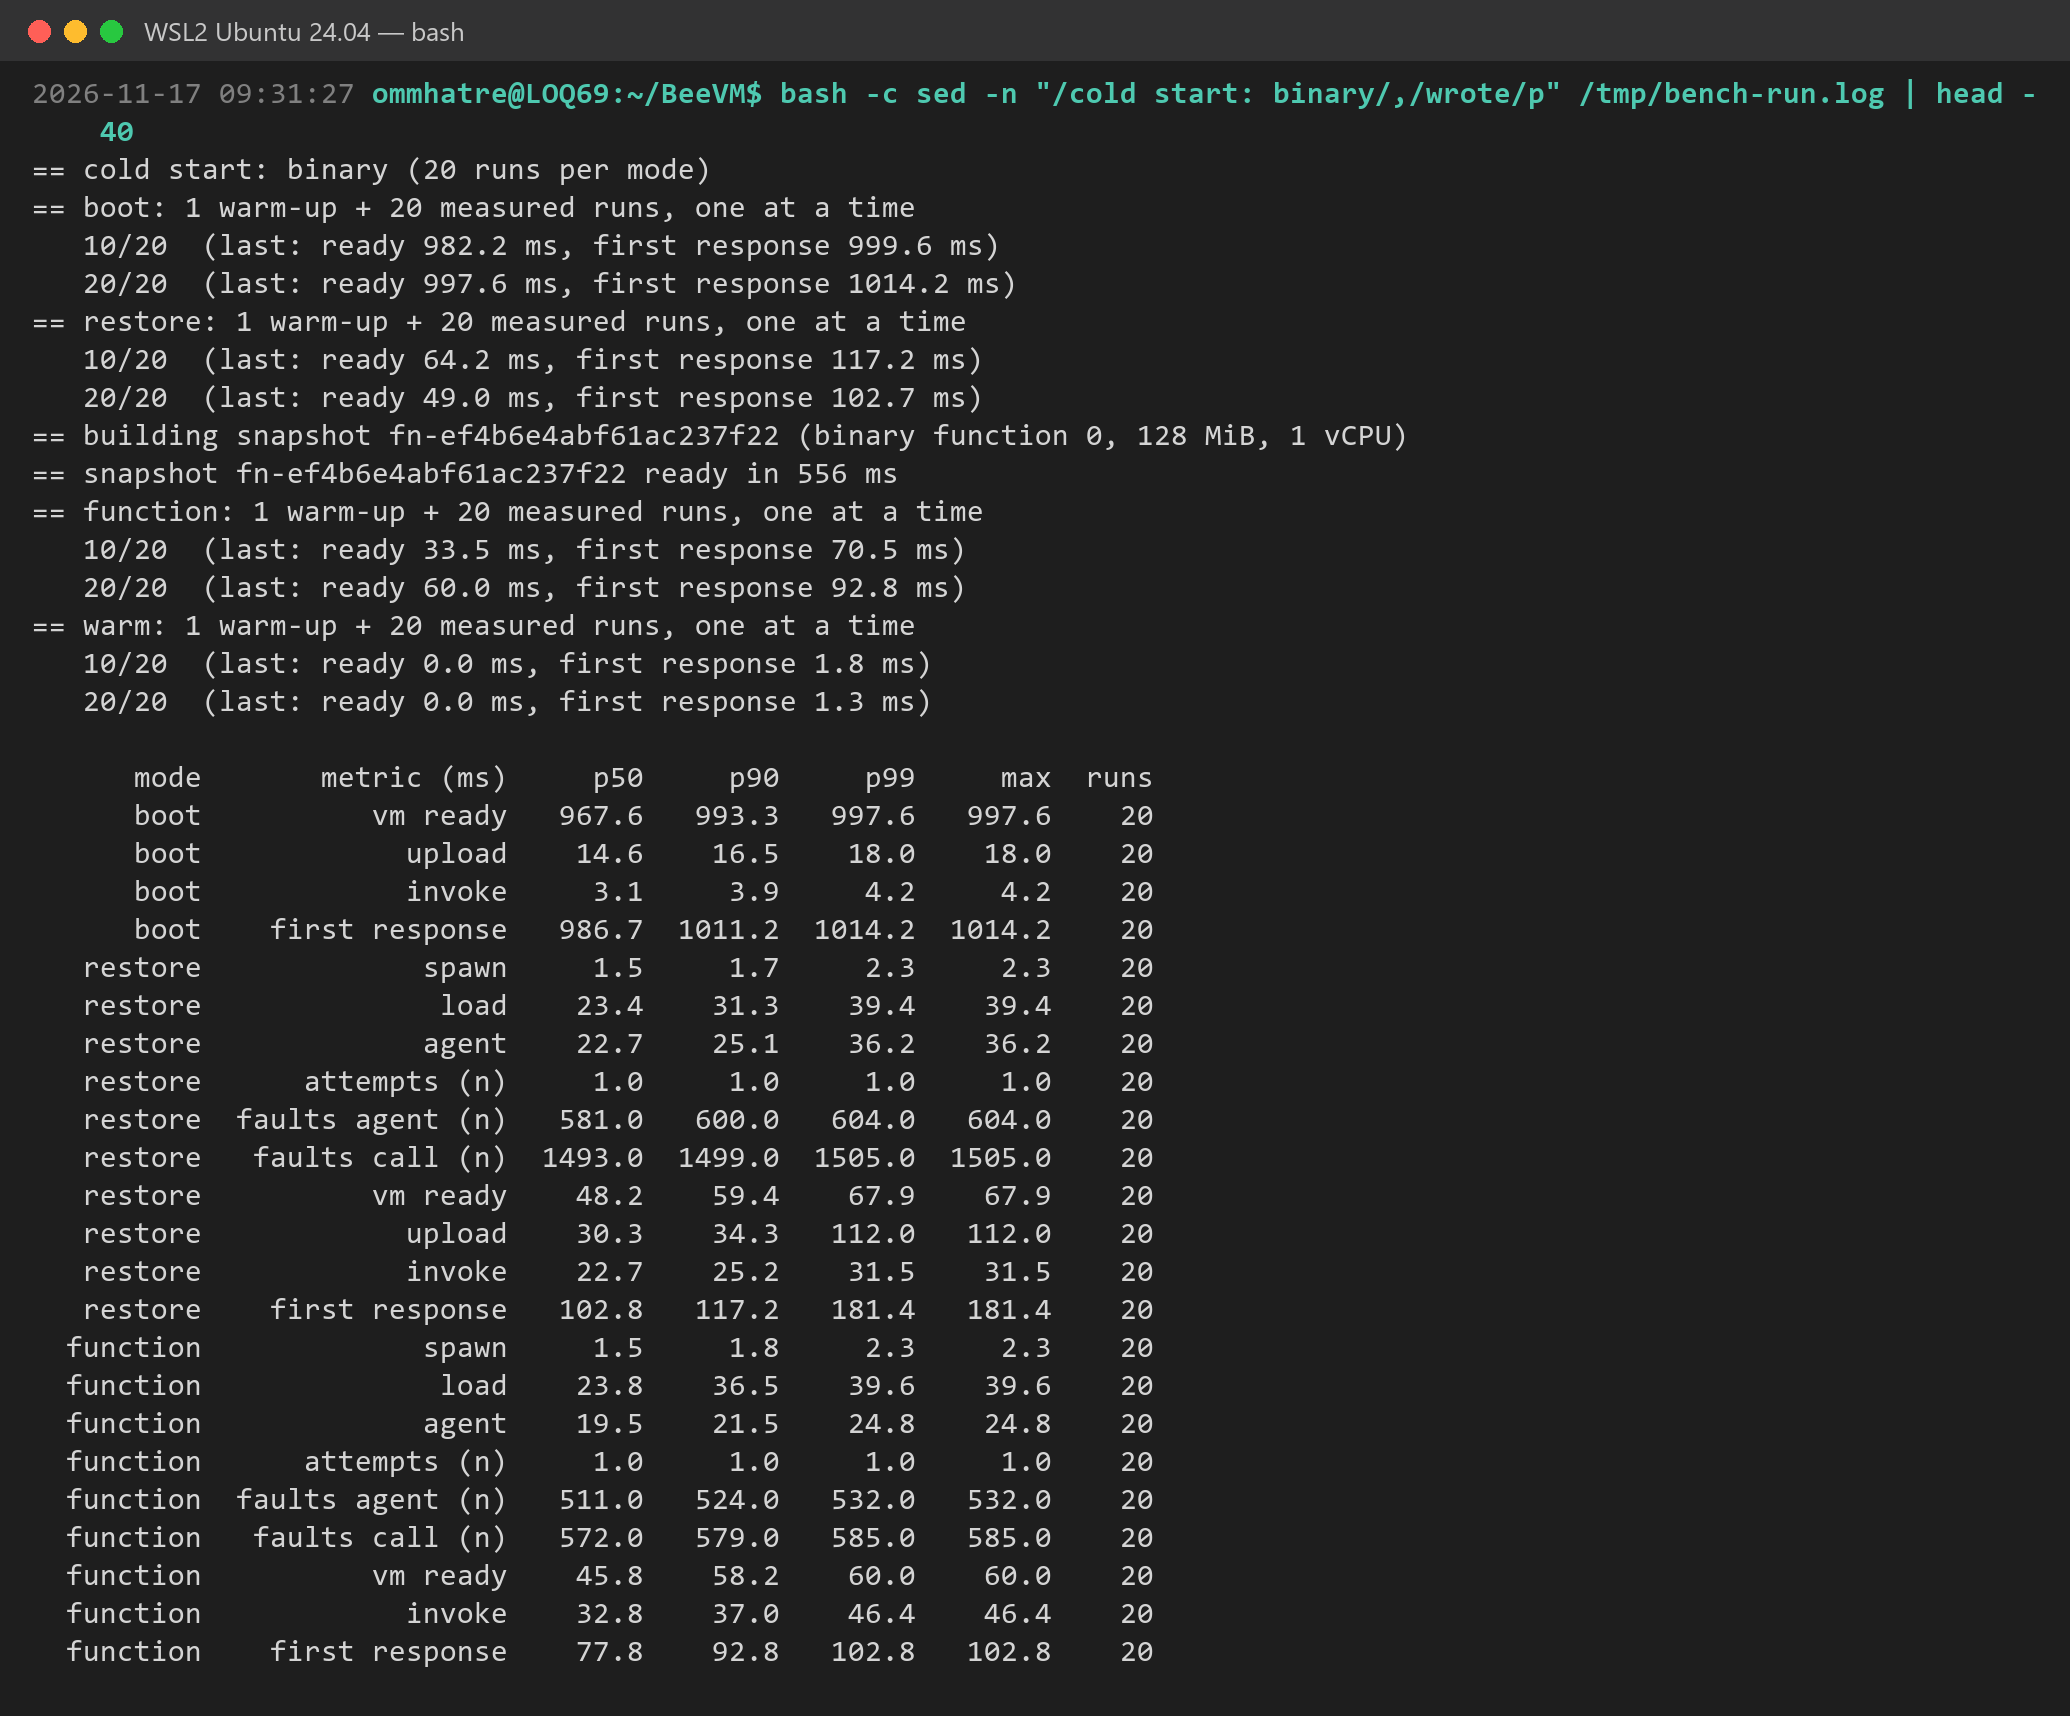 WSL2 Ubuntu 24.04 — bash
2026-11-17 09:31:27 ommhatre@LOQ69:~/BeeVM$ bash -c sed -n "/cold start: binary/,/wrote/p" /tmp/bench-run.log | head -
40
== cold start: binary (20 runs per mode)
== boot: 1 warm-up + 20 measured runs, one at a time
   10/20  (last: ready 982.2 ms, first response 999.6 ms)
   20/20  (last: ready 997.6 ms, first response 1014.2 ms)
== restore: 1 warm-up + 20 measured runs, one at a time
   10/20  (last: ready 64.2 ms, first response 117.2 ms)
   20/20  (last: ready 49.0 ms, first response 102.7 ms)
== building snapshot fn-ef4b6e4abf61ac237f22 (binary function 0, 128 MiB, 1 vCPU)
== snapshot fn-ef4b6e4abf61ac237f22 ready in 556 ms
== function: 1 warm-up + 20 measured runs, one at a time
   10/20  (last: ready 33.5 ms, first response 70.5 ms)
   20/20  (last: ready 60.0 ms, first response 92.8 ms)
== warm: 1 warm-up + 20 measured runs, one at a time
   10/20  (last: ready 0.0 ms, first response 1.8 ms)
   20/20  (last: ready 0.0 ms, first response 1.3 ms)

      mode       metric (ms)     p50     p90     p99     max  runs
      boot          vm ready   967.6   993.3   997.6   997.6    20
      boot            upload    14.6    16.5    18.0    18.0    20
      boot            invoke     3.1     3.9     4.2     4.2    20
      boot    first response   986.7  1011.2  1014.2  1014.2    20
   restore             spawn     1.5     1.7     2.3     2.3    20
   restore              load    23.4    31.3    39.4    39.4    20
   restore             agent    22.7    25.1    36.2    36.2    20
   restore      attempts (n)     1.0     1.0     1.0     1.0    20
   restore  faults agent (n)   581.0   600.0   604.0   604.0    20
   restore   faults call (n)  1493.0  1499.0  1505.0  1505.0    20
   restore          vm ready    48.2    59.4    67.9    67.9    20
   restore            upload    30.3    34.3   112.0   112.0    20
   restore            invoke    22.7    25.2    31.5    31.5    20
   restore    first response   102.8   117.2   181.4   181.4    20
  function             spawn     1.5     1.8     2.3     2.3    20
  function              load    23.8    36.5    39.6    39.6    20
  function             agent    19.5    21.5    24.8    24.8    20
  function      attempts (n)     1.0     1.0     1.0     1.0    20
  function  faults agent (n)   511.0   524.0   532.0   532.0    20
  function   faults call (n)   572.0   579.0   585.0   585.0    20
  function          vm ready    45.8    58.2    60.0    60.0    20
  function            invoke    32.8    37.0    46.4    46.4    20
  function    first response    77.8    92.8   102.8   102.8    20